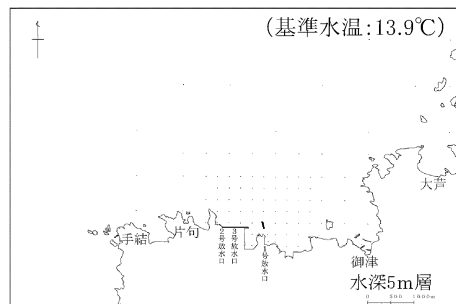 (基準水温:13.9℃)
大芦
手結
片句
2号放水口
3号放水口
1号放水口
御津
水深5m層
0 500 1000m